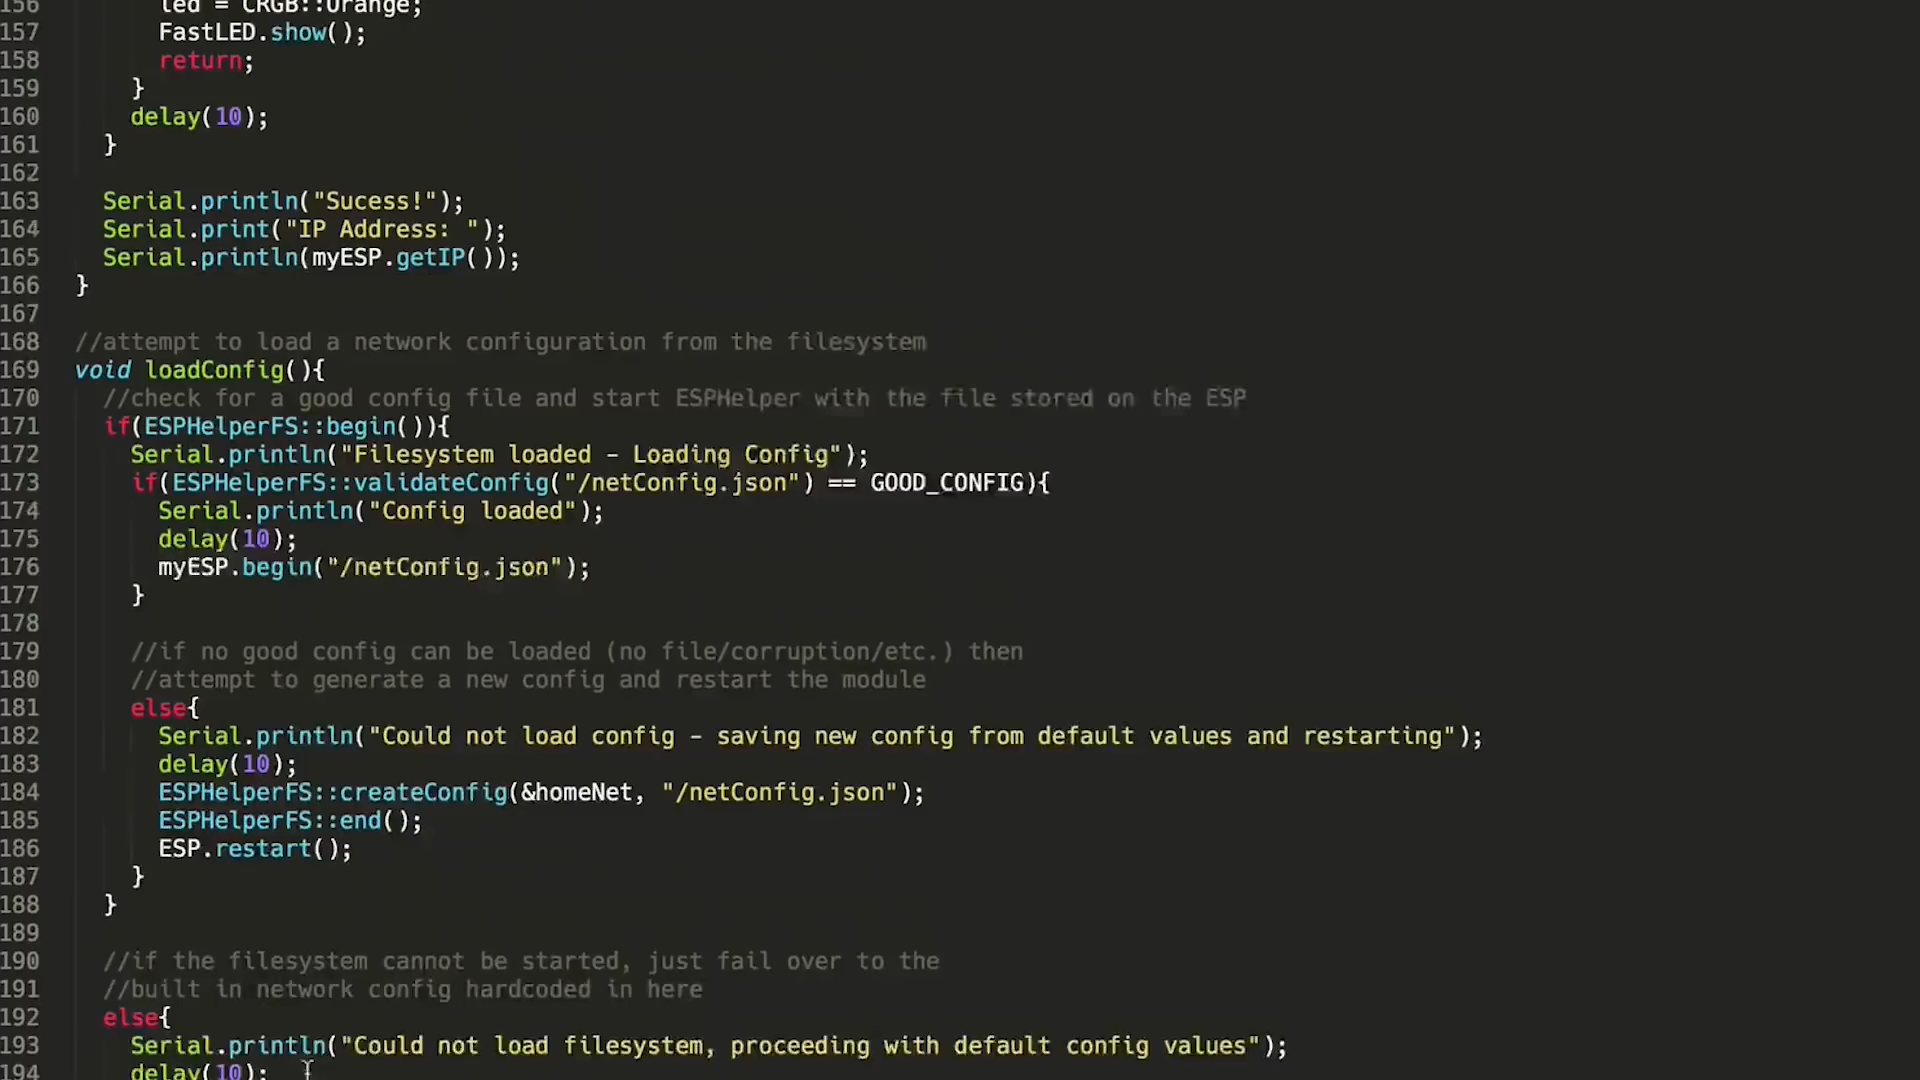 156 led = CRGB::Orange;
157 FastLED.show();
158 return;
159 }
160 delay(10);
161 }
162
163 Serial.println("Sucess!");
164 Serial.print("IP Address: ");
165 Serial.println(myESP.getIP());
166 }
167
168 //attempt to load a network configuration from the filesystem
169 void loadConfig(){
170 //check for a good config file and start ESPHelper with the file stored on the ESP
171 if(ESPHelperFS::begin()){
172 Serial.println("Filesystem loaded - Loading Config");
173 if(ESPHelperFS::validateConfig("/netConfig.json") == GOOD_CONFIG){
174 Serial.println("Config loaded");
175 delay(10);
176 myESP.begin("/netConfig.json");
177 }
178
179 //if no good config can be loaded (no file/corruption/etc.) then
180 //attempt to generate a new config and restart the module
181 else{
182 Serial.println("Could not load config - saving new config from default values and restarting");
183 delay(10);
184 ESPHelperFS::createConfig(&homeNet, "/netConfig.json");
185 ESPHelperFS::end();
186 ESP.restart();
187 }
188 }
189
190 //if the filesystem cannot be started, just fail over to the
191 //built in network config hardcoded in here
192 else{
193 Serial.println("Could not load filesystem, proceeding with default config values");
194 delay(10);